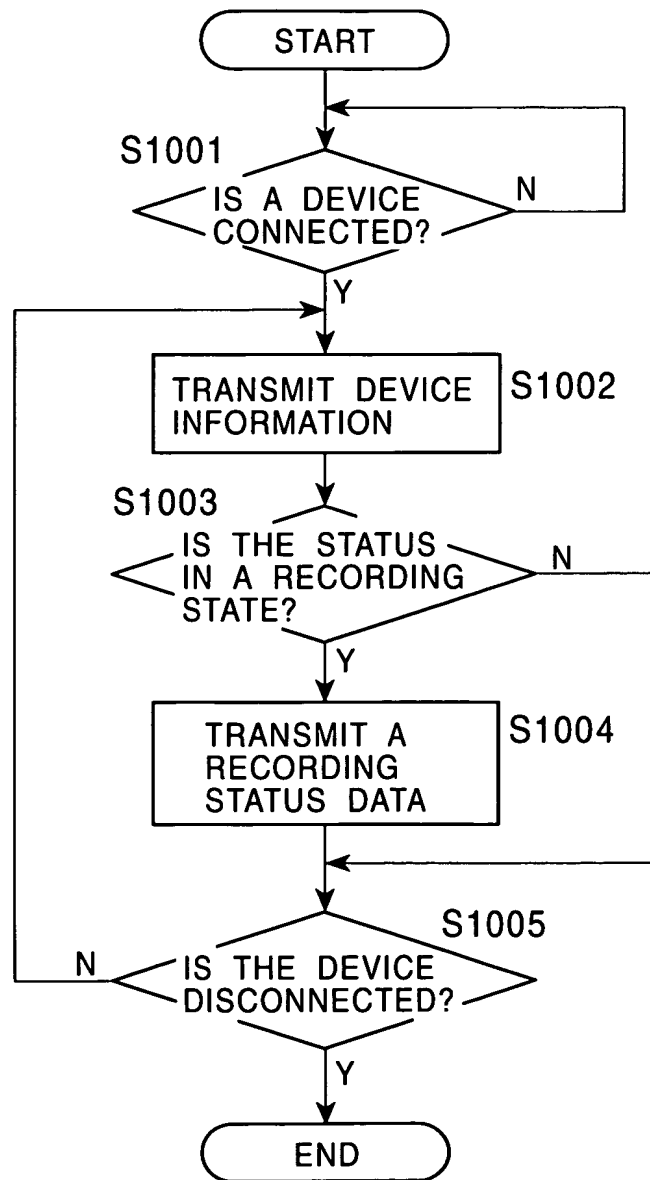 START
S1001
IS A DEVICE
CONNECTED?
N
Y
TRANSMIT DEVICE
INFORMATION
S1002
S1003
IS THE STATUS
IN A RECORDING
STATE?
N
Y
TRANSMIT A
RECORDING
STATUS DATA
S1004
S1005
N
IS THE DEVICE
DISCONNECTED?
Y
END